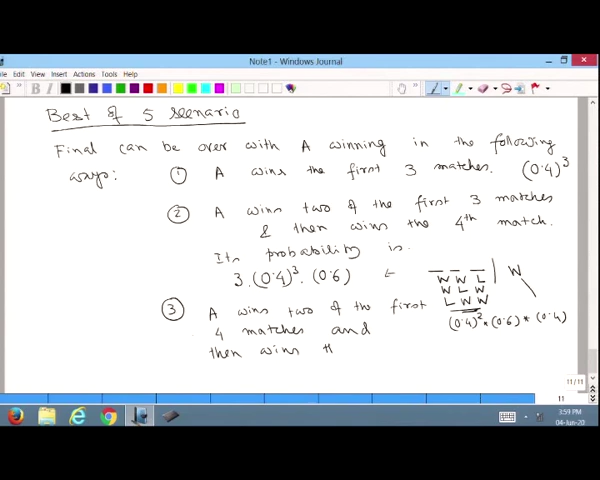 Note1 - Windows Journal
File Edit View Insert Actions Tools Help
Best of 5 scenario
Final can be over with A winning in the following
ways: ① A wins the first 3 matches. (0.4)³
② A wins two of the first 3 matches
& then wins the 4th match.
Its probability is.
3.(0.4)³.(0.6) ←
W W L | W
W L W
L W W
(0.4)² * (0.6) * (0.4)
③ A wins two of the first
4 matches and
then wins th
11/11
11
3:59 PM
04-Jun-20